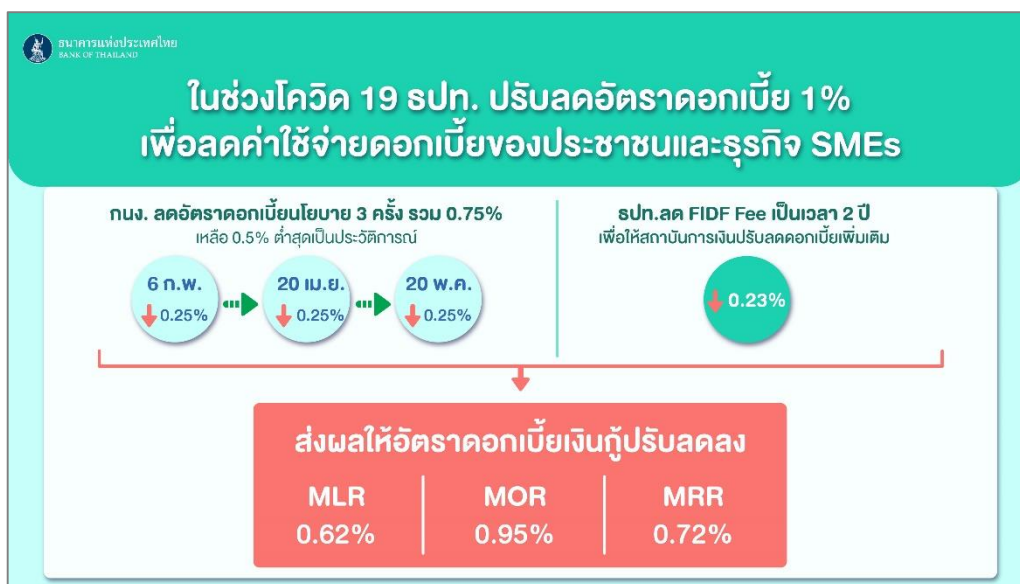 ธนาคารแห่งประเทศไทย
BANK OF THAILAND
ในช่วงโควิด 19 ธปท. ปรับลดอัตราดอกเบี้ย 1%
เพื่อลดค่าใช้จ่ายดอกเบี้ยของประชาชนและธุรกิจ SMEs
กนง. ลดอัตราดอกเบี้ยนโยบาย 3 ครั้ง รวม 0.75%
เหลือ 0.5% ต่ำสุดเป็นประวัติการณ์
6 ก.พ.
0.25%
20 เม.ย.
0.25%
20 พ.ค.
0.25%
ธปท.ลด FIDF Fee เป็นเวลา 2 ปี
เพื่อให้สถาบันการเงินปรับลดดอกเบี้ยเพิ่มเติม
0.23%
ส่งผลให้อัตราดอกเบี้ยเงินกู้ปรับลดลง
MLR
0.62%
MOR
0.95%
MRR
0.72%